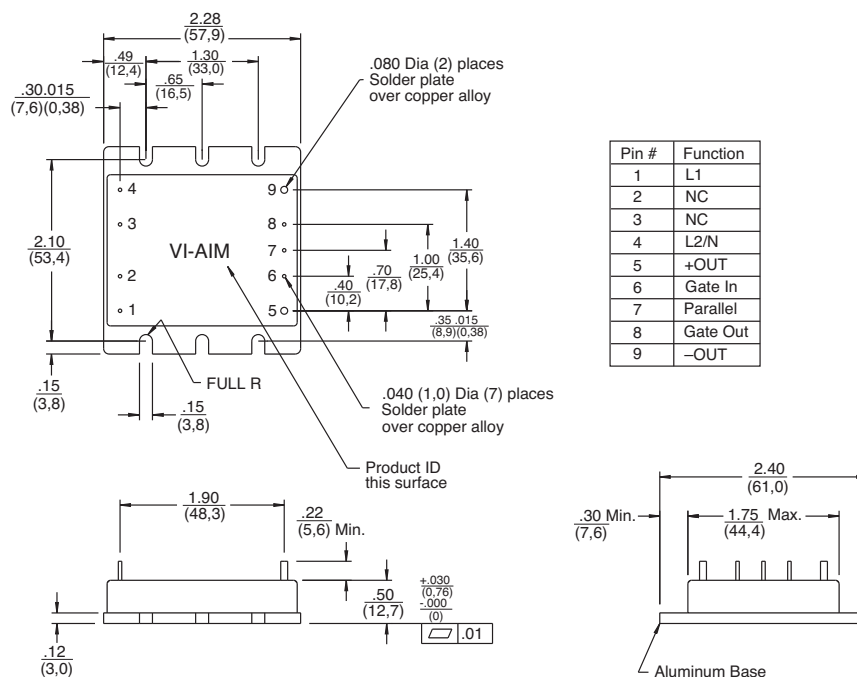 2.28
(57,9)
.49
(12,4)
1.30
(33,0)
.65
(16,5)
.30.015
(7,6)(0,38)
.080 Dia (2) places
Solder plate
over copper alloy
4
3
2
1
9
8
7
6
5
VI-AIM
2.10
(53,4)
1.40
(35,6)
1.00
(25,4)
.70
(17,8)
.40
(10,2)
.35 .015
(8,9)(0,38)
.15
(3,8)
FULL R
.15
(3,8)
.040 (1,0) Dia (7) places
Solder plate
over copper alloy
Product ID
this surface
Pin # Function
1 L1
2 NC
3 NC
4 L2/N
5 +OUT
6 Gate In
7 Parallel
8 Gate Out
9 –OUT
1.90
(48,3)
.22
(5,6) Min.
.50
(12,7)
+.030
(0,76)
-.000
(0)
.01
.12
(3,0)
2.40
(61,0)
.30 Min.
(7,6)
1.75 Max.
(44,4)
Aluminum Base